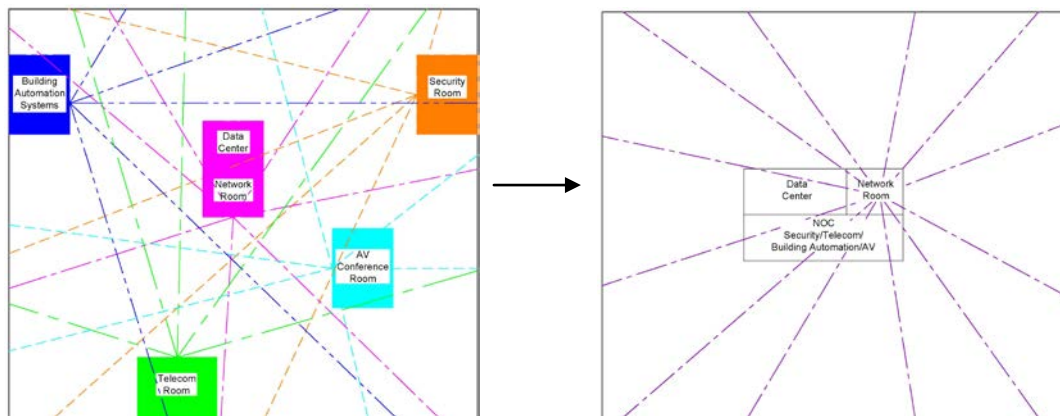 Building
Automation
Systems
Security
Room
Data
Center
Network
Room
AV
Conference
Room
Telecom
Room
Data
Center
Network
Room
NOC
Security/Telecom/
Building Automation/AV